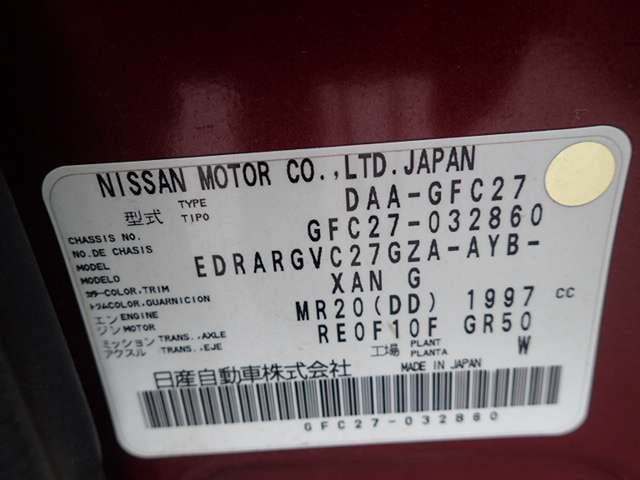 NISSAN MOTOR CO.,LTD.JAPAN
型式 TYPE TIPO DAA-GFC27
CHASSIS NO. NO.DE CHASIS GFC27-032860
MODEL MODELO EDRARGVC27GZA-AYB-
カラーCOLOR,TRIM トリムCOLOR,GUARNICION XAN G
エンジン ENGINE MOTOR MR20(DD) 1997 CC
ミッション TRANS.,AXLE アクスル TRANS.,EJE RE0F10F GR50
工場 PLANT PLANTA W
日産自動車株式会社 MADE IN JAPAN
GFC27-032860